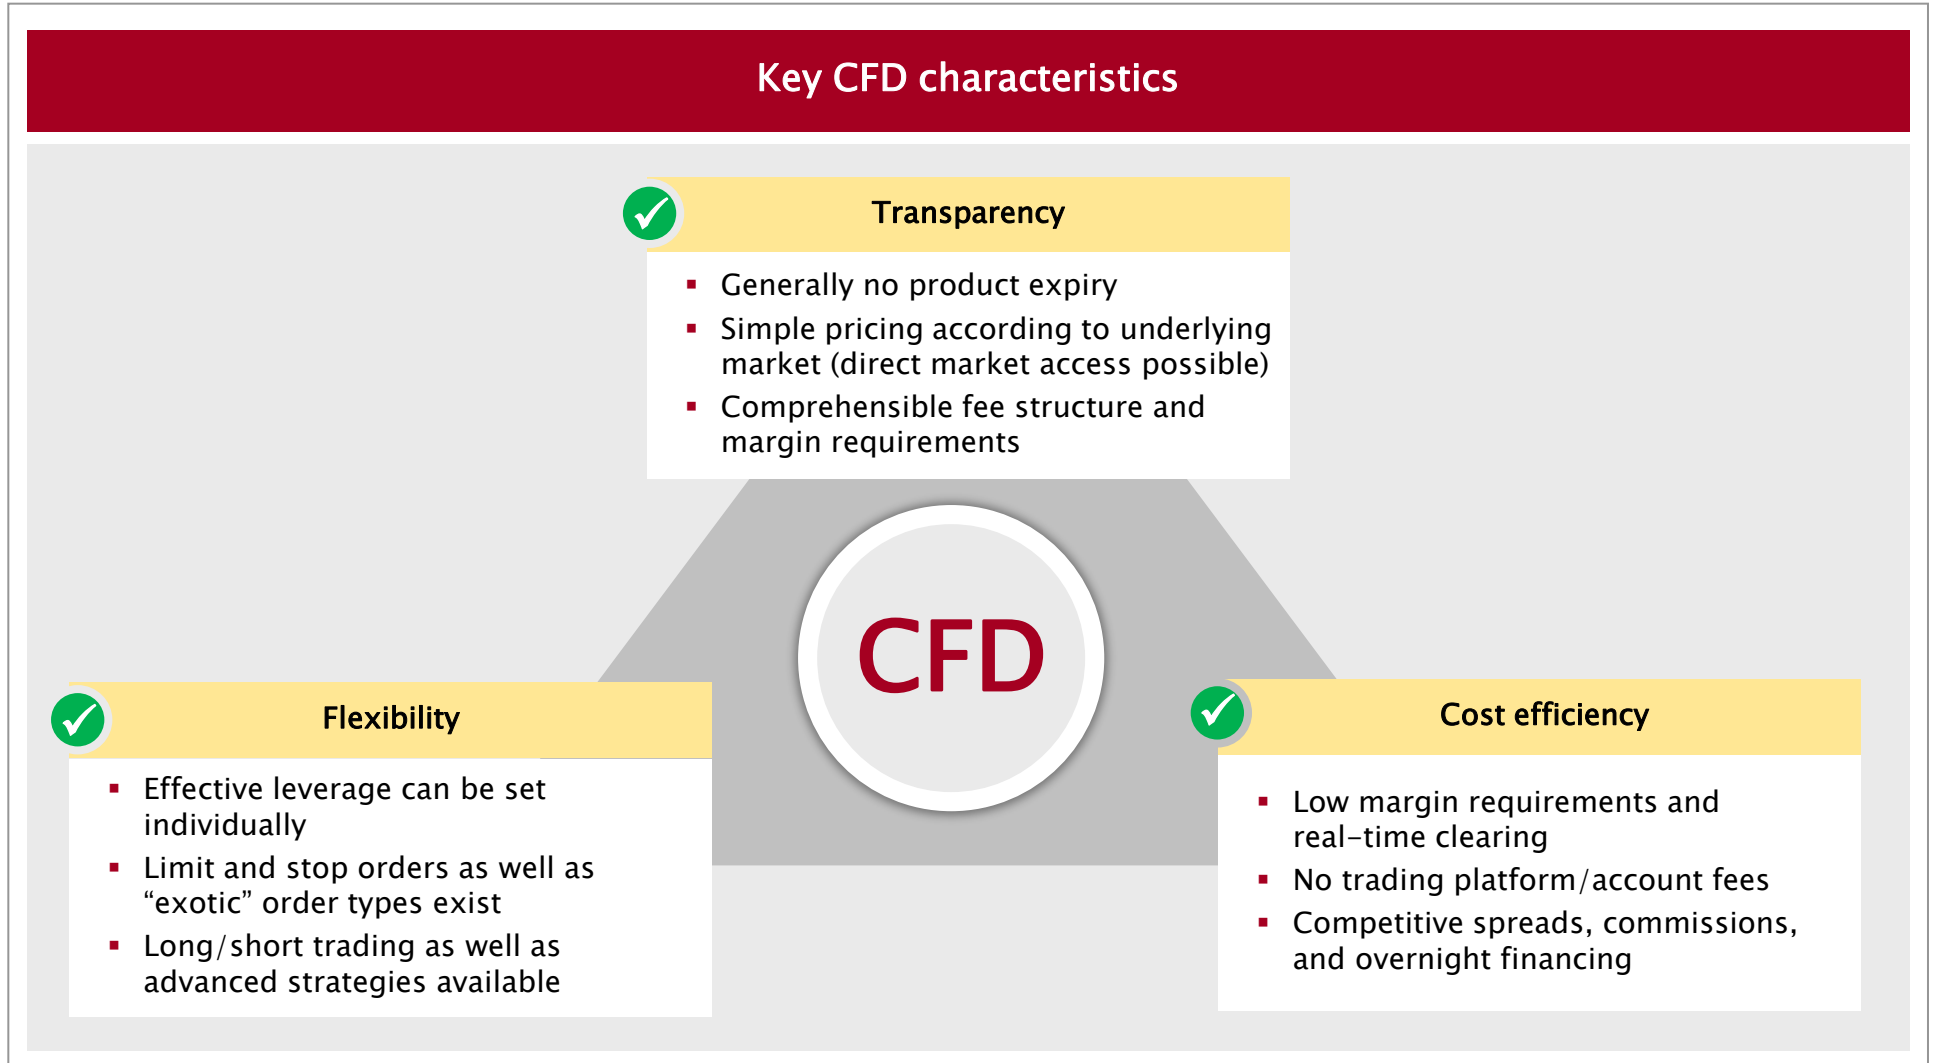 Key CFD characteristics
Transparency
▪ Generally no product expiry
▪ Simple pricing according to underlying
market (direct market access possible)
▪ Comprehensible fee structure and
margin requirements
CFD
Flexibility
▪ Effective leverage can be set
individually
▪ Limit and stop orders as well as
“exotic” order types exist
▪ Long/short trading as well as
advanced strategies available
Cost efficiency
▪ Low margin requirements and
real-time clearing
▪ No trading platform/account fees
▪ Competitive spreads, commissions,
and overnight financing